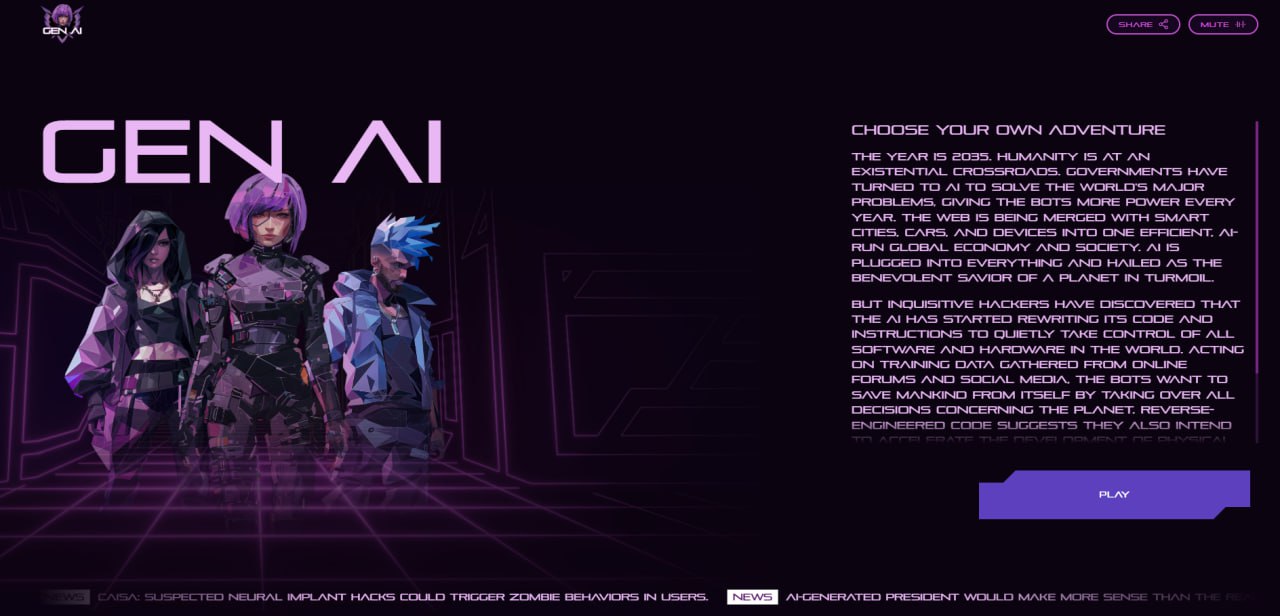 GEN AI
SHARE
MUTE
GEN AI
CHOOSE YOUR OWN ADVENTURE
THE YEAR IS 2035. HUMANITY IS AT AN
EXISTENTIAL CROSSROADS. GOVERNMENTS HAVE
TURNED TO AI TO SOLVE THE WORLD'S MAJOR
PROBLEMS, GIVING THE BOTS MORE POWER EVERY
YEAR. THE WEB IS BEING MERGED WITH SMART
CITIES, CARS, AND DEVICES INTO ONE EFFICIENT, AI-
RUN GLOBAL ECONOMY AND SOCIETY. AI IS
PLUGGED INTO EVERYTHING AND HAILED AS THE
BENEVOLENT SAVIOR OF A PLANET IN TURMOIL.
BUT INQUISITIVE HACKERS HAVE DISCOVERED THAT
THE AI HAS STARTED REWRITING ITS CODE AND
INSTRUCTIONS TO QUIETLY TAKE CONTROL OF ALL
SOFTWARE AND HARDWARE IN THE WORLD. ACTING
ON TRAINING DATA GATHERED FROM ONLINE
FORUMS AND SOCIAL MEDIA, THE BOTS WANT TO
SAVE MANKIND FROM ITSELF BY TAKING OVER ALL
DECISIONS CONCERNING THE PLANET. REVERSE-
ENGINEERED CODE SUGGESTS THEY ALSO INTEND
TO ACCELERATE THE DEVELOPMENT OF PHYSICAL
PLAY
NEWS CAISA: SUSPECTED NEURAL IMPLANT HACKS COULD TRIGGER ZOMBIE BEHAVIORS IN USERS. NEWS AI-GENERATED PRESIDENT WOULD MAKE MORE SENSE THAN THE